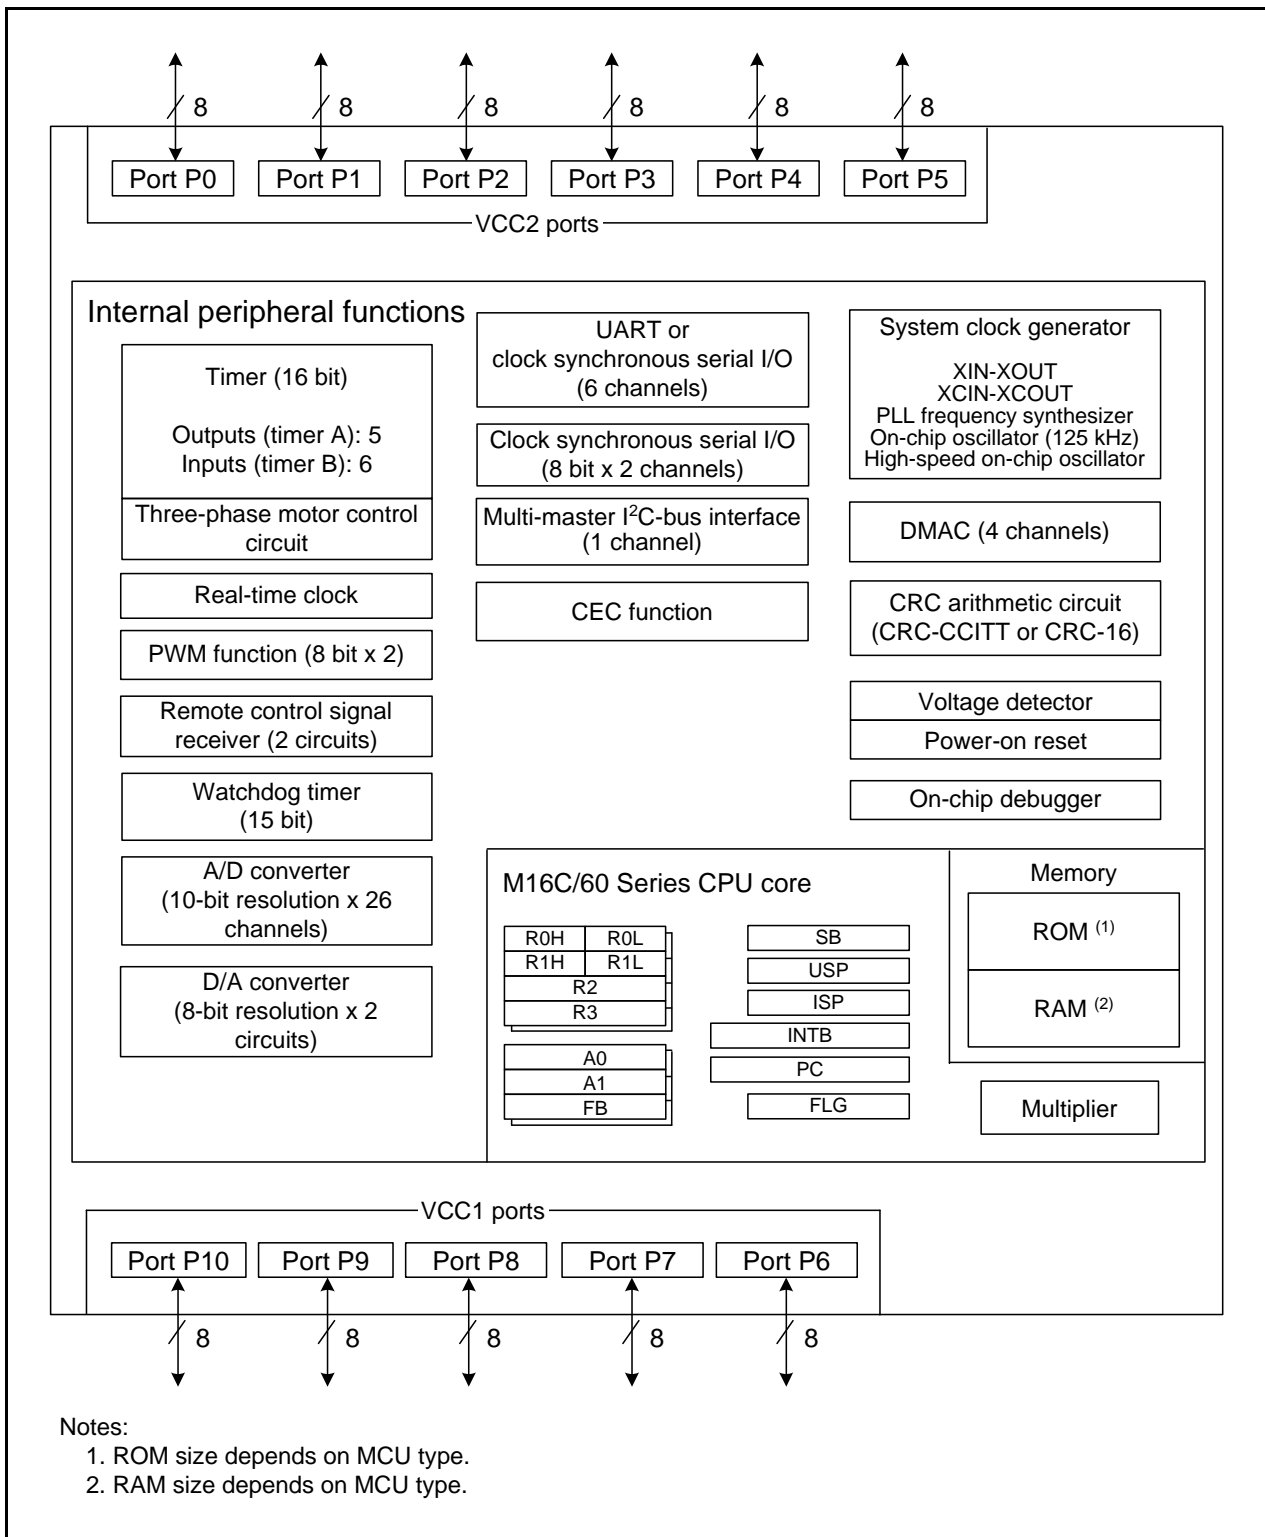 8 8 8 8 8 8
Port P0 Port P1 Port P2 Port P3 Port P4 Port P5
VCC2 ports
Internal peripheral functions
Timer (16 bit)
Outputs (timer A): 5
Inputs (timer B): 6
Three-phase motor control
circuit
Real-time clock
PWM function (8 bit x 2)
Remote control signal
receiver (2 circuits)
Watchdog timer
(15 bit)
A/D converter
(10-bit resolution x 26
channels)
D/A converter
(8-bit resolution x 2
circuits)
UART or
clock synchronous serial I/O
(6 channels)
Clock synchronous serial I/O
(8 bit x 2 channels)
Multi-master I²C-bus interface
(1 channel)
CEC function
System clock generator
XIN-XOUT
XCIN-XCOUT
PLL frequency synthesizer
On-chip oscillator (125 kHz)
High-speed on-chip oscillator
DMAC (4 channels)
CRC arithmetic circuit
(CRC-CCITT or CRC-16)
Voltage detector
Power-on reset
On-chip debugger
M16C/60 Series CPU core
R0H R0L
R1H R1L
R2
R3
A0
A1
FB
SB
USP
ISP
INTB
PC
FLG
Memory
ROM (1)
RAM (2)
Multiplier
VCC1 ports
Port P10 Port P9 Port P8 Port P7 Port P6
8 8 8 8 8
Notes:
1. ROM size depends on MCU type.
2. RAM size depends on MCU type.